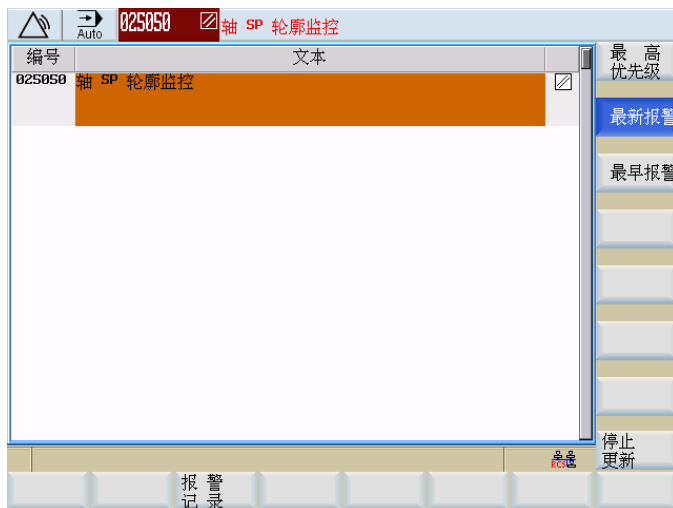 Auto
025050
轴 SP 轮廓监控
编号
文本
025050
轴 SP 轮廓监控
最 高
优先级
最新报警
最早报警
停止
更新
RCS
报 警
记 录